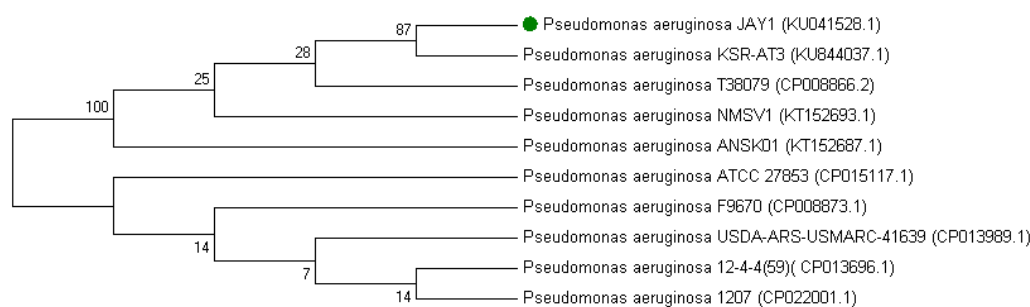 Pseudomonas aeruginosa JAY1 (KU041528.1)
87
Pseudomonas aeruginosa KSR-AT3 (KU844037.1)
28
Pseudomonas aeruginosa T38079 (CP008866.2)
25
Pseudomonas aeruginosa NMSV1 (KT152693.1)
100
Pseudomonas aeruginosa ANSK01 (KT152687.1)
Pseudomonas aeruginosa ATCC 27853 (CP015117.1)
Pseudomonas aeruginosa F9670 (CP008873.1)
14
Pseudomonas aeruginosa USDA-ARS-USMARC-41639 (CP013989.1)
7
Pseudomonas aeruginosa 12-4-4(59)( CP013696.1)
14
Pseudomonas aeruginosa 1207 (CP022001.1)